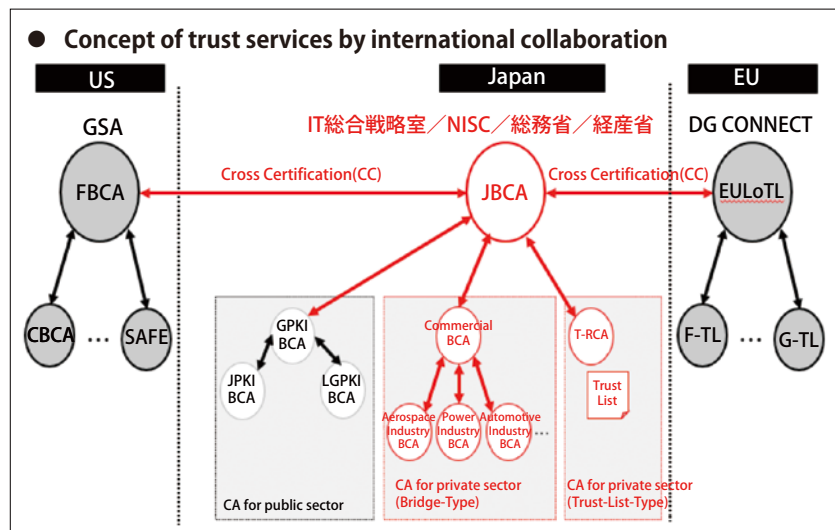 ● Concept of trust services by international collaboration
US
Japan
EU
GSA
IT総合戦略室／NISC／総務省／経産省
DG CONNECT
FBCA
Cross Certification(CC)
JBCA
Cross Certification(CC)
EULoTL
CBCA
...
SAFE
GPKI
BCA
JPKI
BCA
LGPKI
BCA
Commercial
BCA
Aerospace
Industry
BCA
Power
Industry
BCA
Automotive
Industry
BCA
...
T-RCA
Trust
List
F-TL
...
G-TL
CA for public sector
CA for private sector
(Bridge-Type)
CA for private sector
(Trust-List-Type)